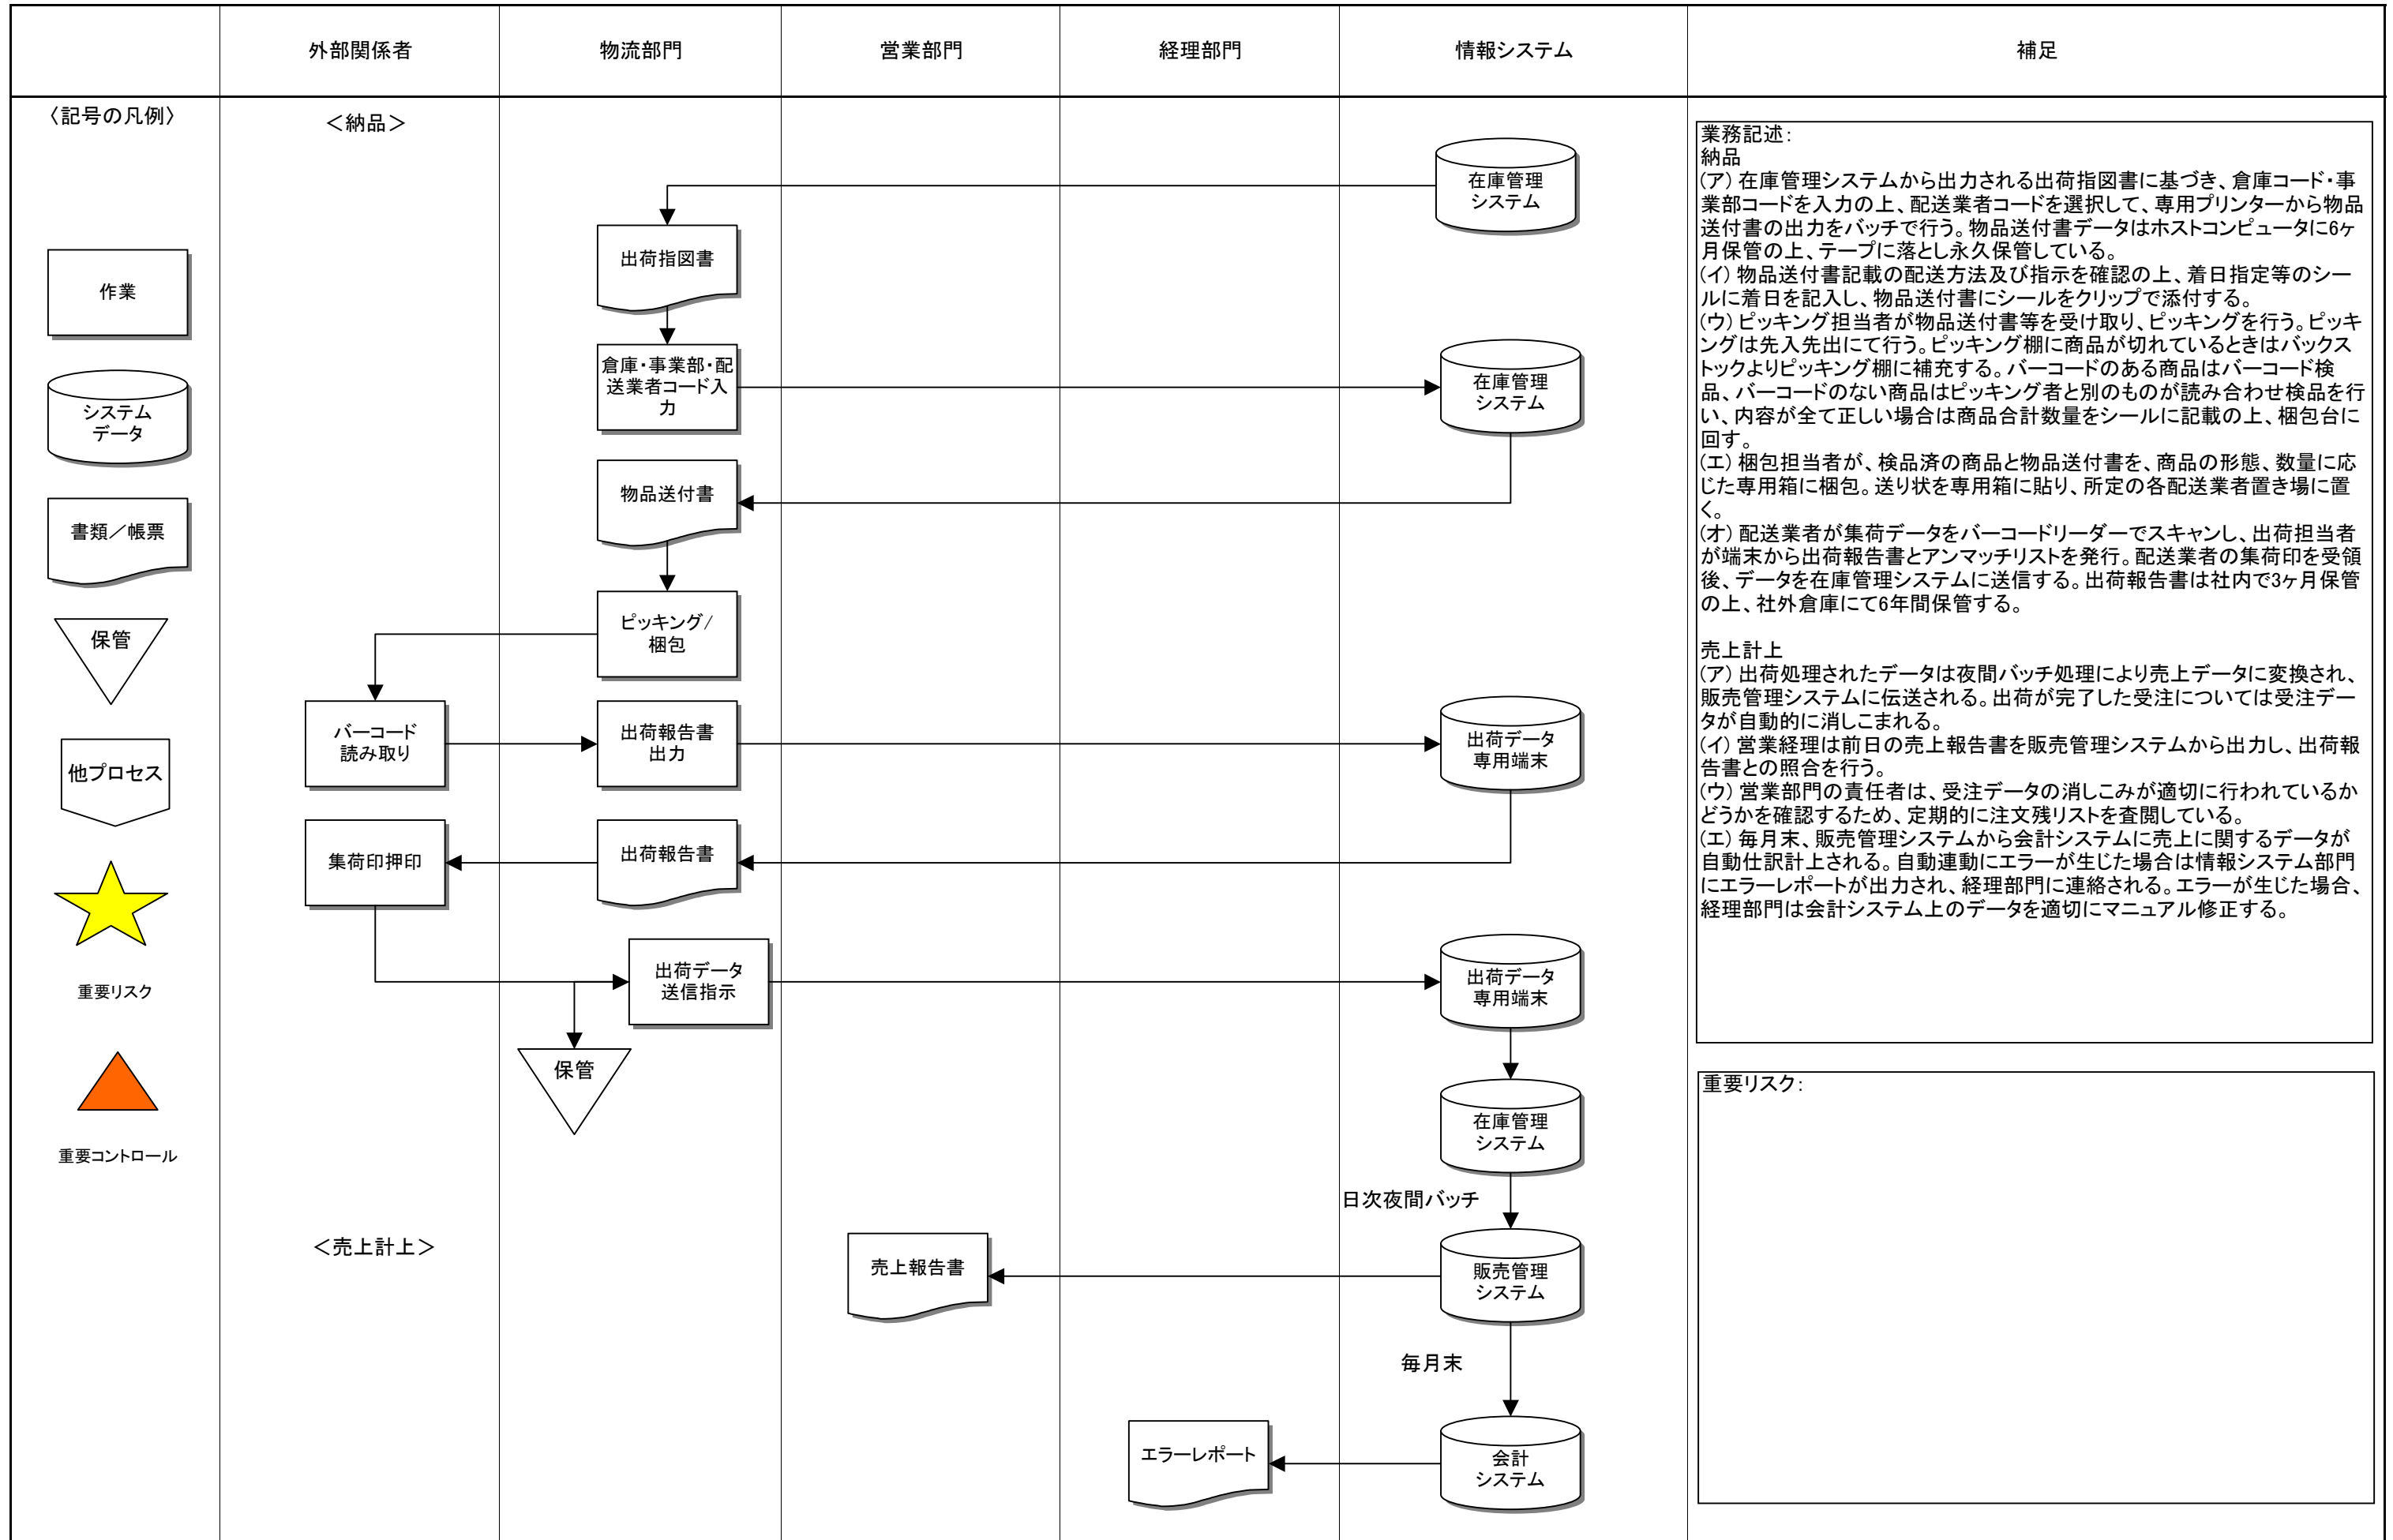 外部関係者
物流部門
営業部門
経理部門
情報システム
補足
〈記号の凡例〉
作業
システム
データ
書類／帳票
保管
他プロセス
重要リスク
重要コントロール
＜納品＞
在庫管理
システム
出荷指図書
倉庫・事業部・配
送業者コード入
力
在庫管理
システム
物品送付書
ピッキング/
梱包
バーコード
読み取り
出荷報告書
出力
出荷データ
専用端末
集荷印押印
出荷報告書
出荷データ
送信指示
出荷データ
専用端末
保管
在庫管理
システム
日次夜間バッチ
＜売上計上＞
売上報告書
販売管理
システム
毎月末
エラーレポート
会計
システム
業務記述：
納品
(ア) 在庫管理システムから出力される出荷指図書に基づき、倉庫コード・事
業部コードを入力の上、配送業者コードを選択して、専用プリンターから物品
送付書の出力をバッチで行う。物品送付書データはホストコンピュータに6ヶ
月保管の上、テープに落とし永久保管している。
(イ) 物品送付書記載の配送方法及び指示を確認の上、着日指定等のシー
ルに着日を記入し、物品送付書にシールをクリップで添付する。
(ウ) ピッキング担当者が物品送付書等を受け取り、ピッキングを行う。ピッキ
ングは先入先出にて行う。ピッキング棚に商品が切れているときはバックス
トックよりピッキング棚に補充する。バーコードのある商品はバーコード検
品、バーコードのない商品はピッキング者と別のものが読み合わせ検品を行
い、内容が全て正しい場合は商品合計数量をシールに記載の上、梱包台に
回す。
(エ) 梱包担当者が、検品済の商品と物品送付書を、商品の形態、数量に応
じた専用箱に梱包。送り状を専用箱に貼り、所定の各配送業者置き場に置
く。
(オ) 配送業者が集荷データをバーコードリーダーでスキャンし、出荷担当者
が端末から出荷報告書とアンマッチリストを発行。配送業者の集荷印を受領
後、データを在庫管理システムに送信する。出荷報告書は社内で3ヶ月保管
の上、社外倉庫にて6年間保管する。
売上計上
(ア) 出荷処理されたデータは夜間バッチ処理により売上データに変換され、
販売管理システムに伝送される。出荷が完了した受注については受注デー
タが自動的に消しこまれる。
(イ) 営業経理は前日の売上報告書を販売管理システムから出力し、出荷報
告書との照合を行う。
(ウ) 営業部門の責任者は、受注データの消しこみが適切に行われているか
どうかを確認するため、定期的に注文残リストを査閲している。
(エ) 毎月末、販売管理システムから会計システムに売上に関するデータが
自動仕訳計上される。自動連動にエラーが生じた場合は情報システム部門
にエラーレポートが出力され、経理部門に連絡される。エラーが生じた場合、
経理部門は会計システム上のデータを適切にマニュアル修正する。
重要リスク：